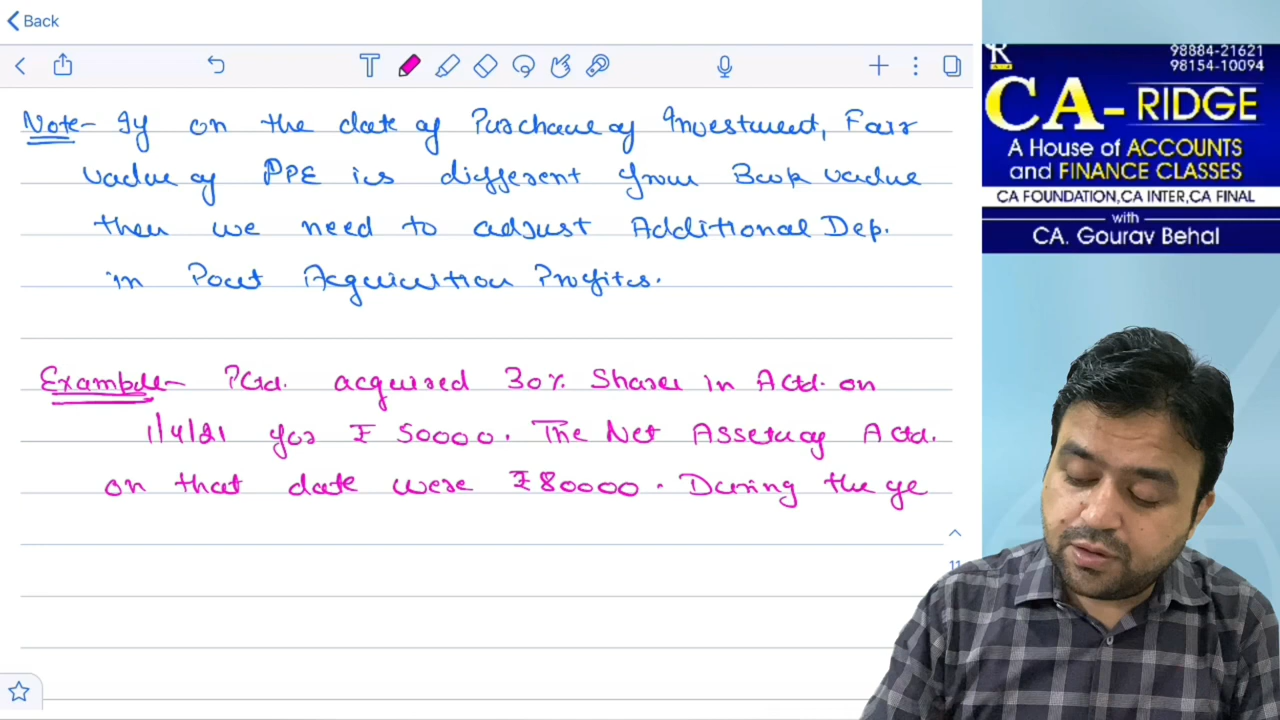 Back
Note- If on the date of Purchase of Investment, Fair
value of PPE is different from Book value
then we need to adjust Additional Dep.
in Post Acquisition Profits.
Example- P Ltd. acquired 30% Shares in A Ltd. on
1/4/21 for ₹ 50000. The Net Assets of A Ltd.
on that date were ₹80000. During the ye
11
98884-21621
98154-10094
CA- RIDGE
A House of ACCOUNTS
and FINANCE CLASSES
CA FOUNDATION,CA INTER,CA FINAL
with
CA. Gourav Behal